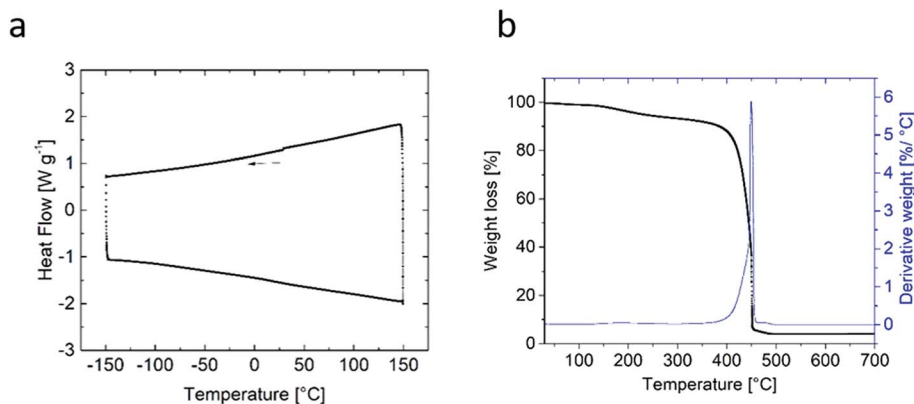 a
b
3
2
1
0
-1
-2
-3
Heat Flow [W g⁻¹]
-150 -100 -50 0 50 100 150
Temperature [°C]
100
80
60
40
20
0
Weight loss [%]
6
5
4
3
2
1
0
Derivative weight [%/ °C]
100 200 300 400 500 600 700
Temperature [°C]